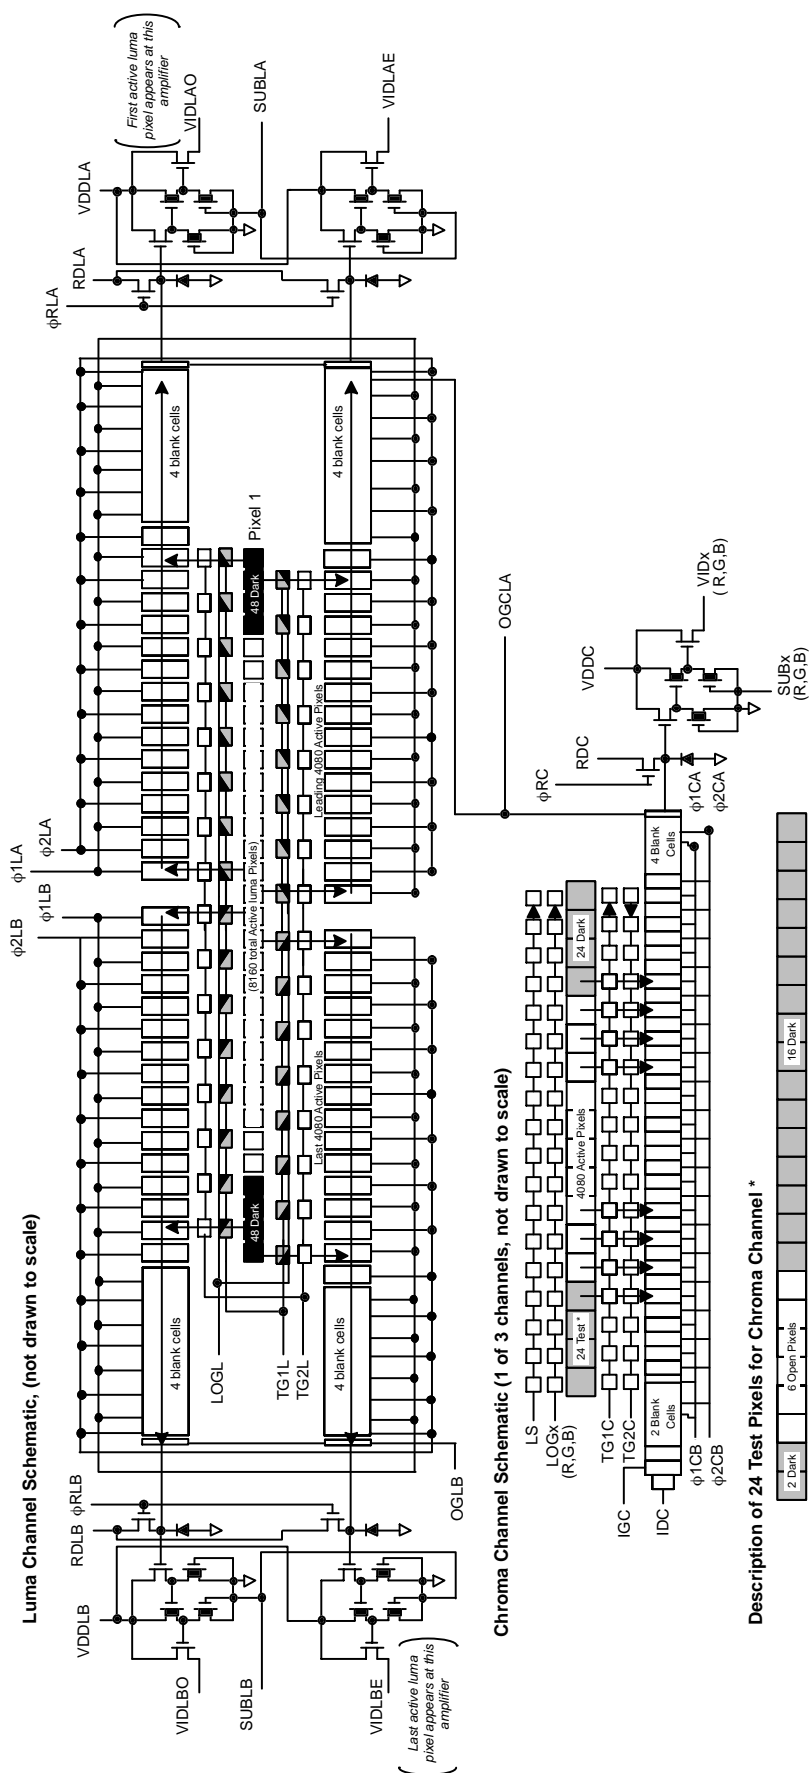 Luma Channel Schematic, (not drawn to scale)
VDDLB
RDLB
φRLB
φ2LB
φ1LB
φ1LA
φ2LA
φRLA
RDLA
VDDLA
First active luma
pixel appears at this
amplifier
VIDLBO
SUBLB
VIDLBE
Last active luma
pixel appears at this
amplifier
OGLB
4 blank cells
4 blank cells
LOGL
TG1L
TG2L
48 Dark
Last 4080 Active Pixels
(8160 total Active luma Pixels)
Leading 4080 Active Pixels
48 Dark
Pixel 1
4 blank cells
4 blank cells
VIDLAO
SUBLA
VIDLAE
OGCLA
Chroma Channel Schematic (1 of 3 channels, not drawn to scale)
LS
LOGx
(R,G,B)
TG1C
TG2C
IGC
IDC
24 Test *
4080 Active Pixels
24 Dark
2 Blank
Cells
4 Blank
Cells
φ1CB
φ2CB
φ1CA
φ2CA
φRC
RDC
VDDC
VIDx
( R,G,B)
SUBx
(R,G,B)
Description of 24 Test Pixels for Chroma Channel *
2 Dark
6 Open Pixels
16 Dark